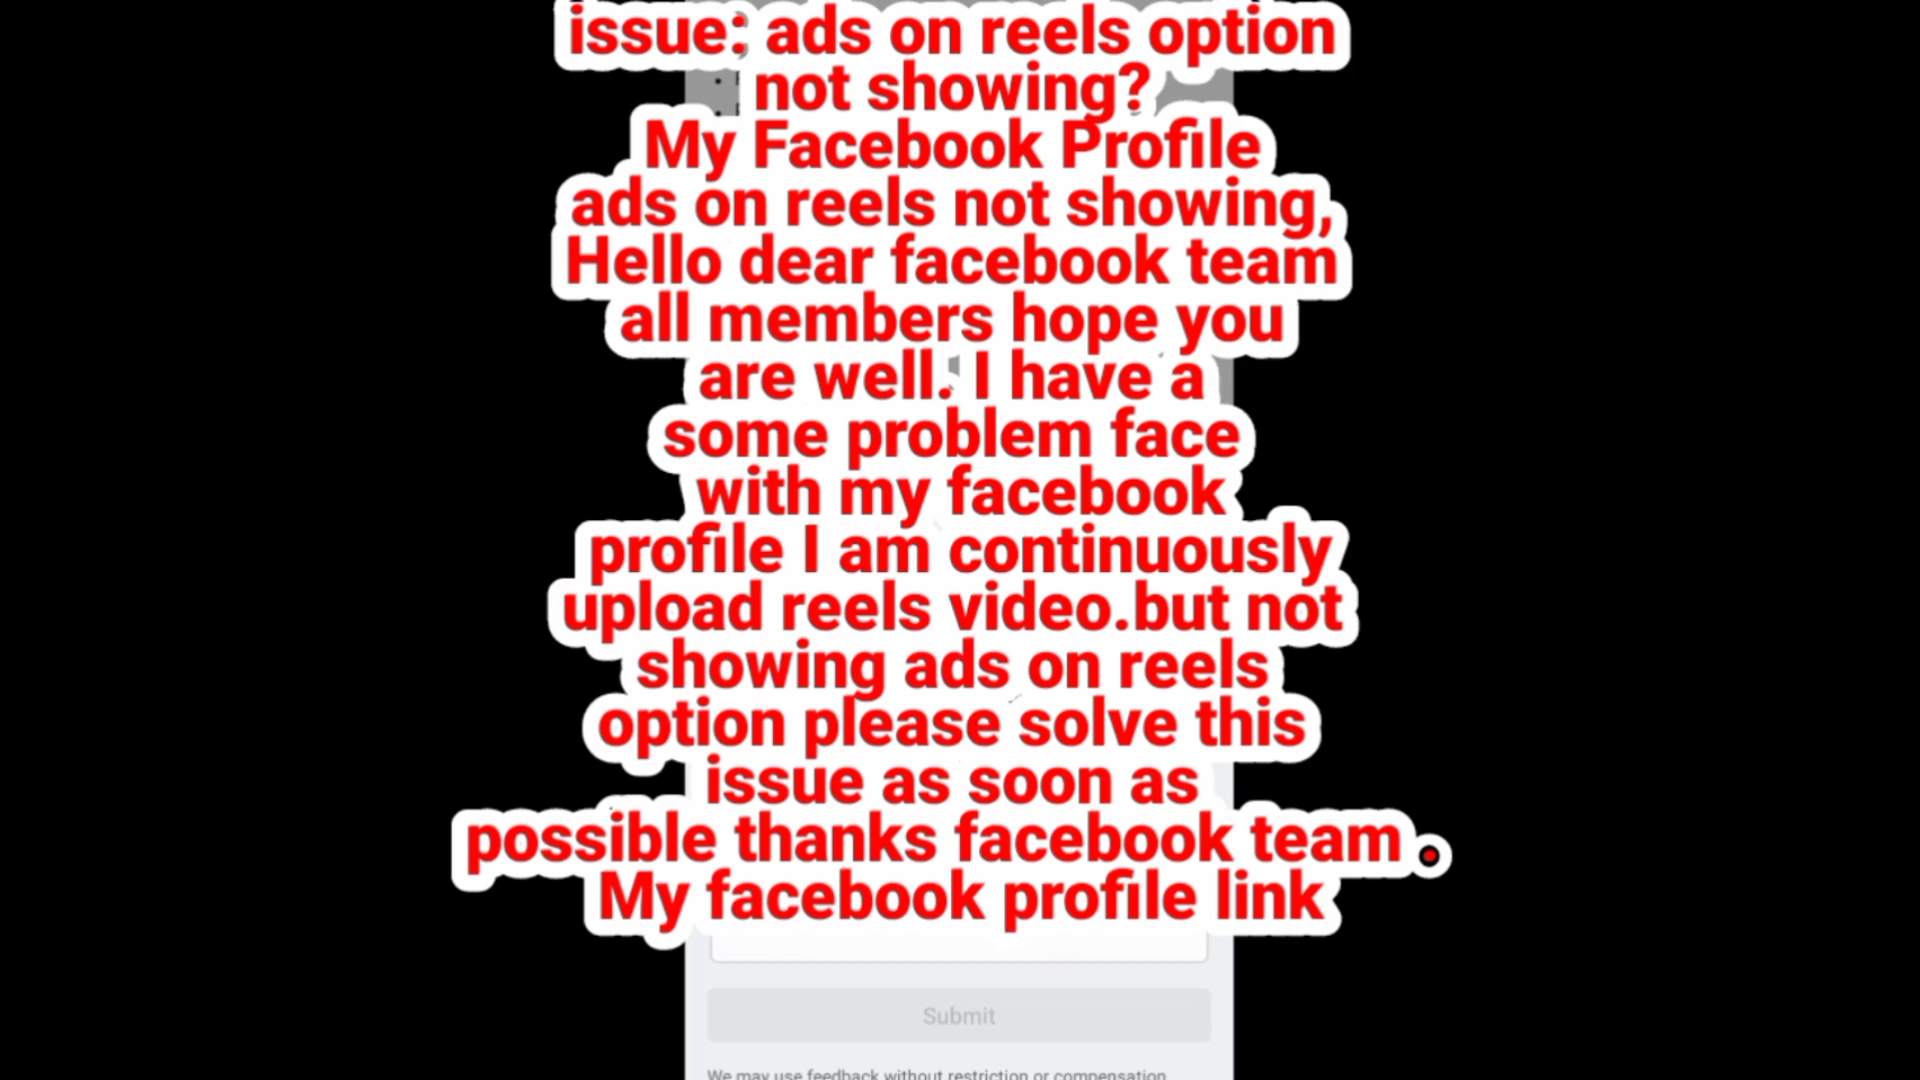 issue: ads on reels option
not showing?
My Facebook Profile
ads on reels not showing,
Hello dear facebook team
all members hope you
are well. I have a
some problem face
with my facebook
profile I am continuously
upload reels video.but not
showing ads on reels
option please solve this
issue as soon as
possible thanks facebook team .
My facebook profile link
Submit
We may use feedback without restriction or compensation